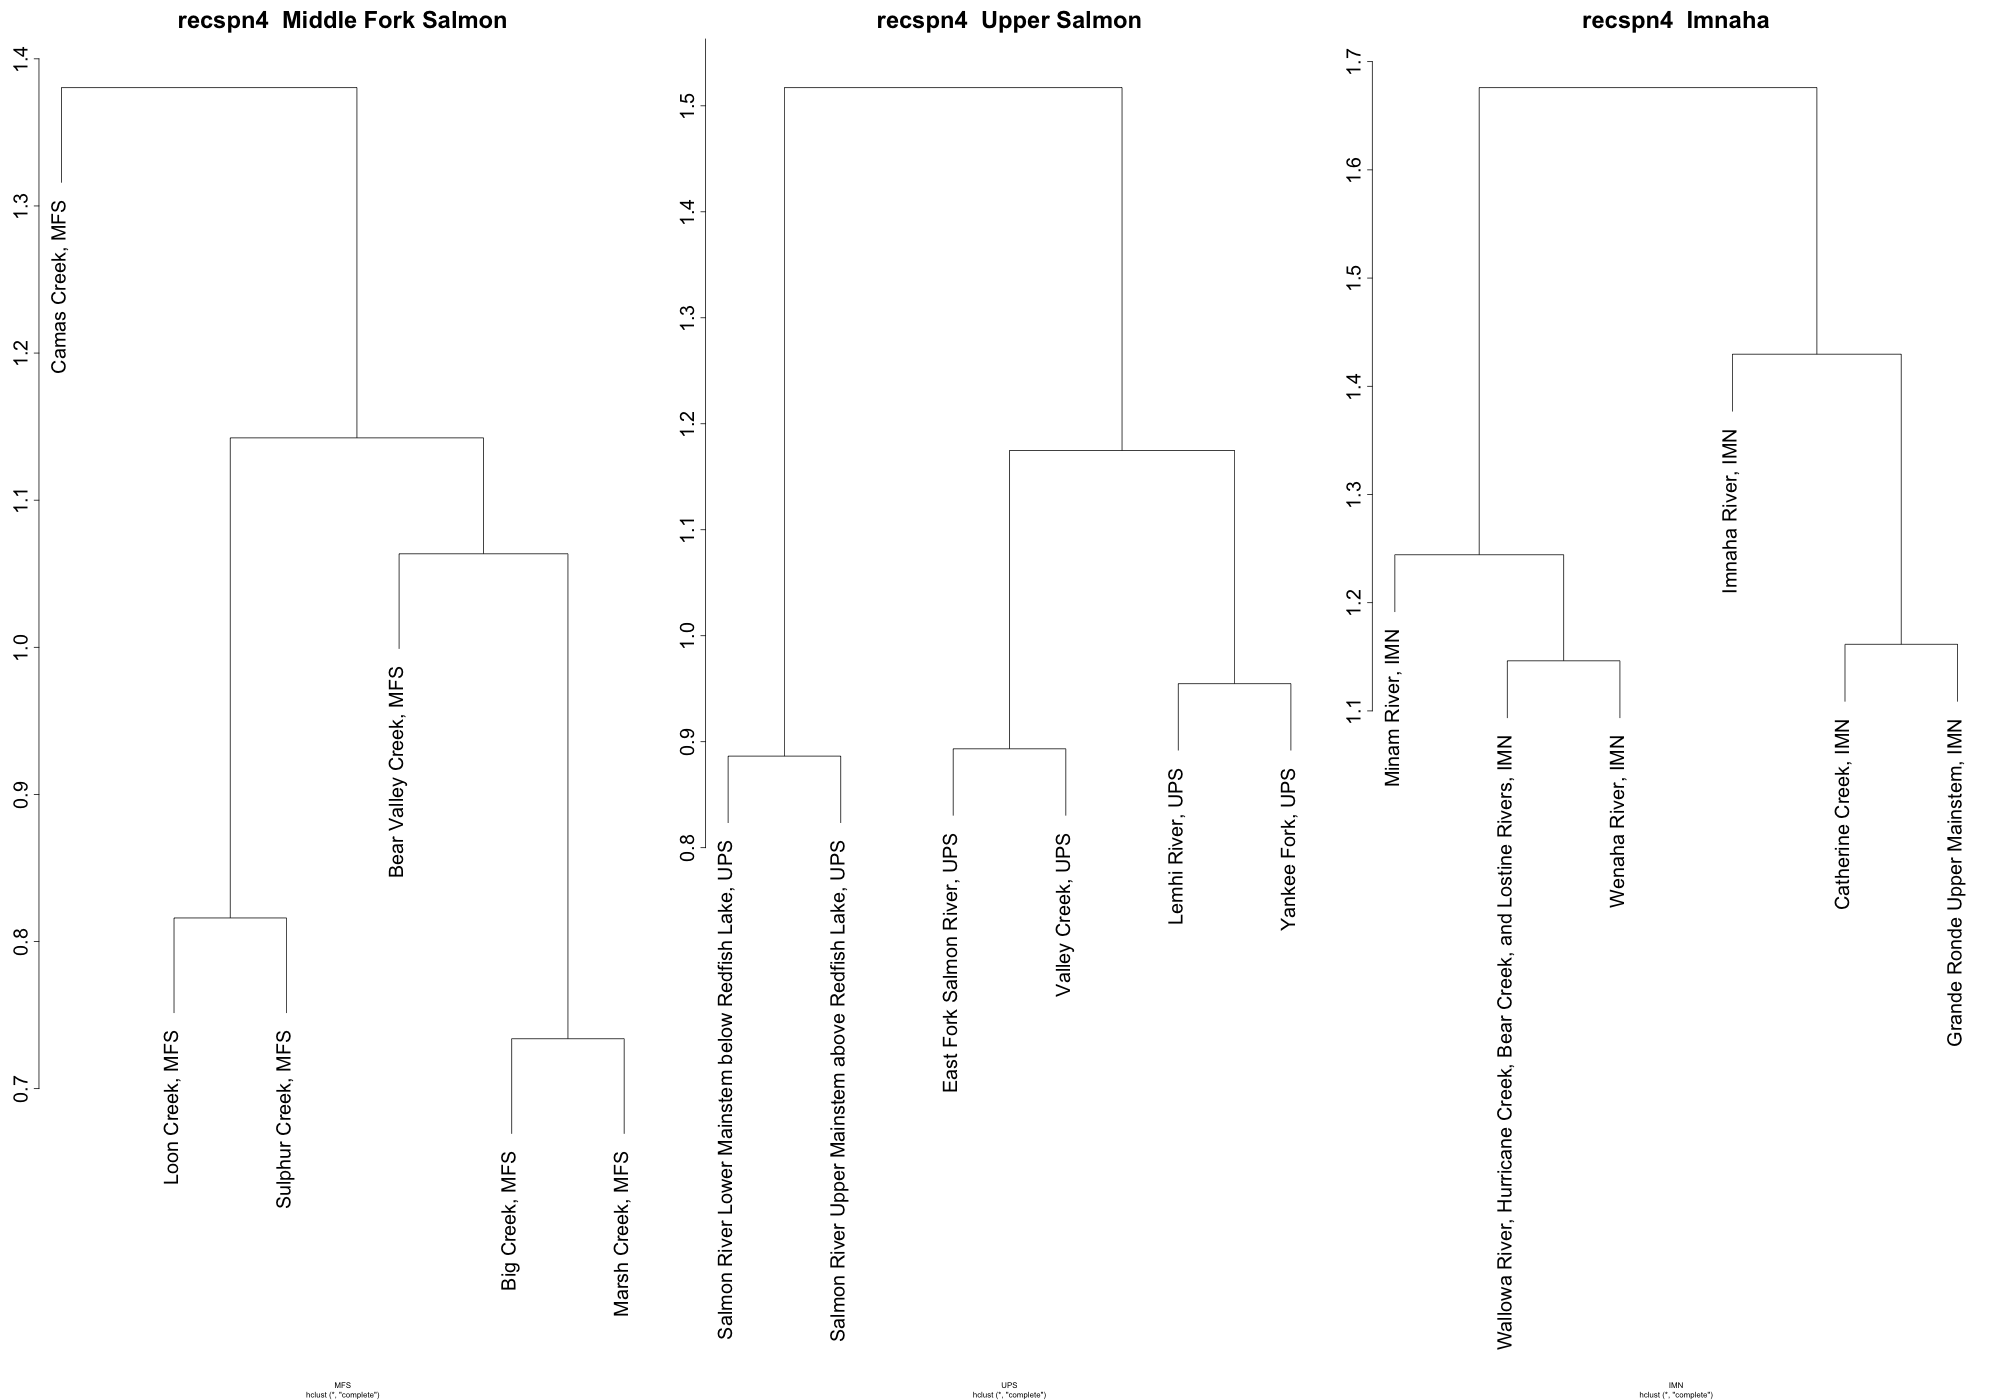 recspn4  Middle Fork Salmon
1.4
1.3
1.2
1.1
1.0
0.9
0.8
0.7
Camas Creek, MFS
Loon Creek, MFS
Sulphur Creek, MFS
Bear Valley Creek, MFS
Big Creek, MFS
Marsh Creek, MFS
MFS
hclust (*, "complete")
recspn4  Upper Salmon
1.5
1.4
1.3
1.2
1.1
1.0
0.9
0.8
Salmon River Lower Mainstem below Redfish Lake, UPS
Salmon River Upper Mainstem above Redfish Lake, UPS
East Fork Salmon River, UPS
Valley Creek, UPS
Lemhi River, UPS
Yankee Fork, UPS
UPS
hclust (*, "complete")
recspn4  Imnaha
1.7
1.6
1.5
1.4
1.3
1.2
1.1
Minam River, IMN
Wallowa River, Hurricane Creek, Bear Creek, and Lostine Rivers, IMN
Wenaha River, IMN
Imnaha River, IMN
Catherine Creek, IMN
Grande Ronde Upper Mainstem, IMN
IMN
hclust (*, "complete")